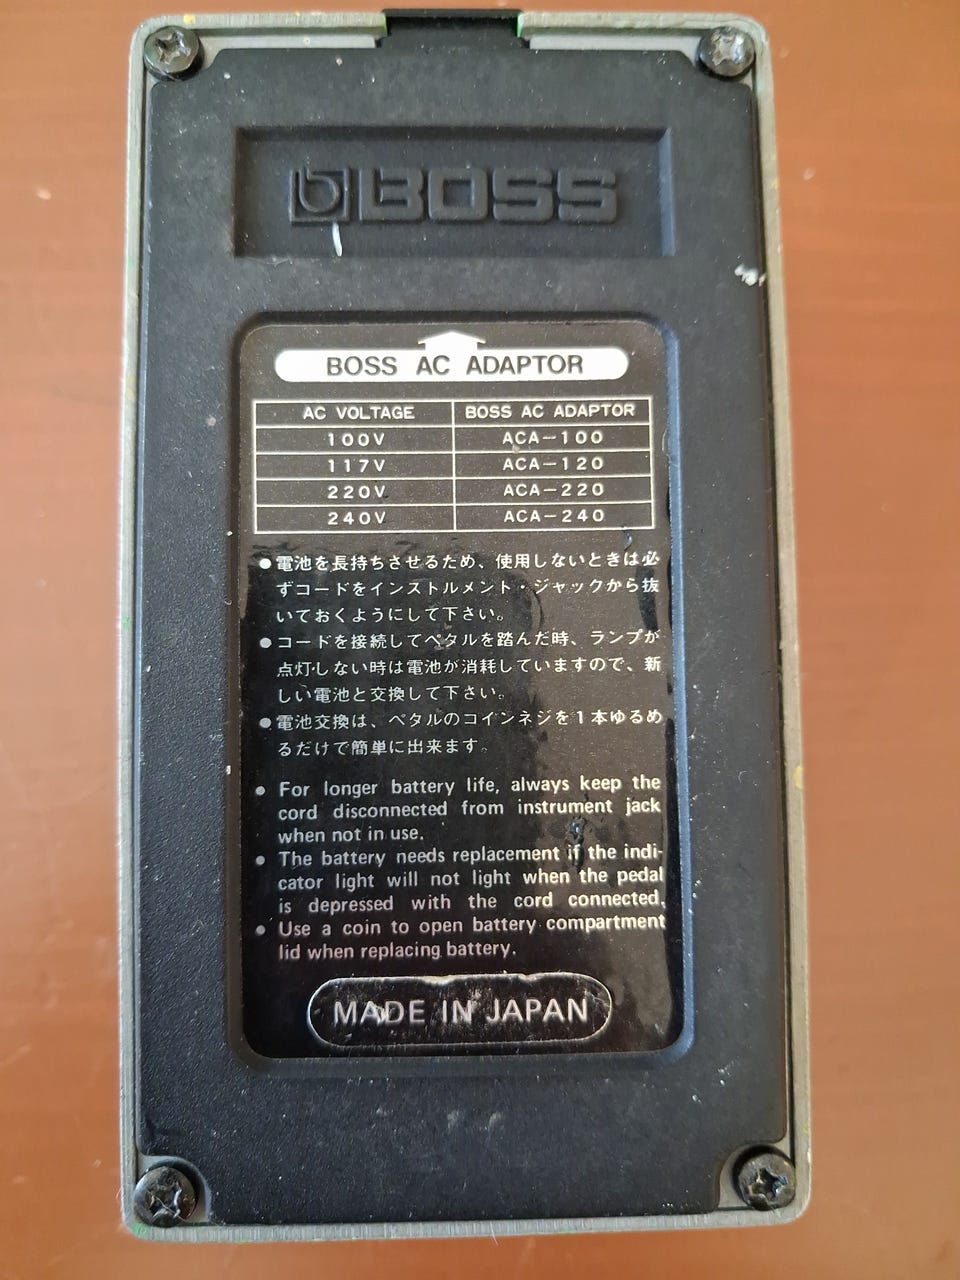 BOSS
BOSS AC ADAPTOR
AC VOLTAGE BOSS AC ADAPTOR
100V ACA-100
117V ACA-120
220V ACA-220
240V ACA-240
●電池を長持ちさせるため、使用しないときは必
ずコードをインストルメント・ジャックから抜
いておくようにして下さい。
●コードを接続してペタルを踏んだ時、ランプが
点灯しない時は電池が消耗していますので、新
しい電池と交換して下さい。
●電池交換は、ペタルのコインネジを1本ゆるめ
るだけで簡単に出来ます。
● For longer battery life, always keep the
cord disconnected from instrument jack
when not in use.
● The battery needs replacement if the indi-
cator light will not light when the pedal
is depressed with the cord connected.
● Use a coin to open battery compartment
lid when replacing battery.
MADE IN JAPAN